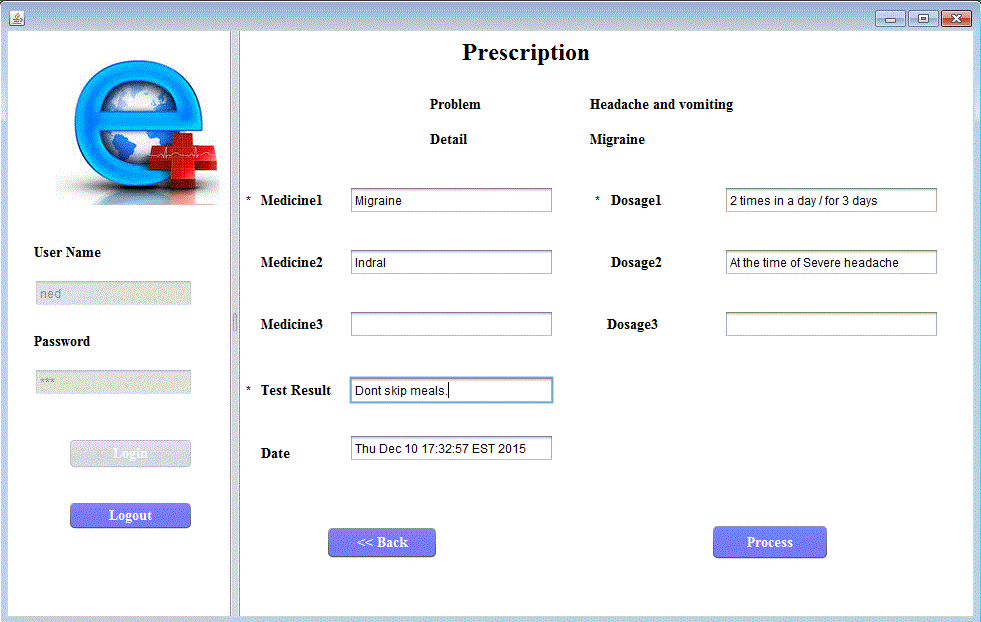 Prescription
Problem Headache and vomiting
Detail Migraine
* Medicine1 Migraine * Dosage1 2 times in a day / for 3 days
User Name
Medicine2 Indral Dosage2 At the time of Severe headache
ned
Medicine3 Dosage3
Password
*** * Test Result Dont skip meals.
Login Date Thu Dec 10 17:32:57 EST 2015
Logout
<< Back Process